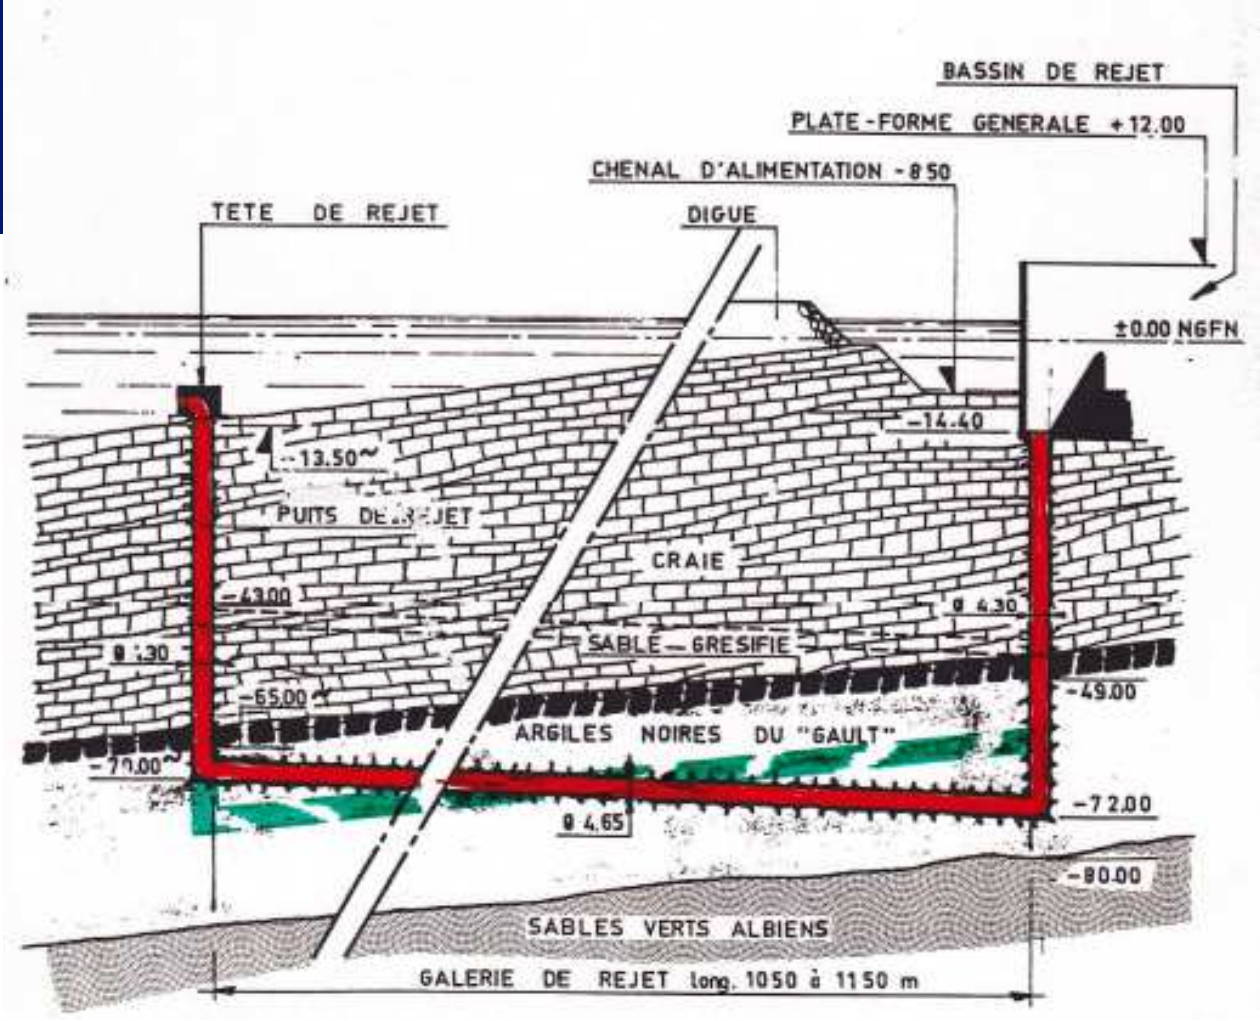 BASSIN DE REJET
PLATE-FORME GENERALE +12.00
CHENAL D'ALIMENTATION -8 50
TETE DE REJET
DIGUE
±0.00 NGFN
-14.40
-13.50~
PUITS DE REJET
CRAIE
-43.00
Ø 4.30
Ø 4.30
SABLE-GRESIFIE
-65.00~
-49.00
ARGILES NOIRES DU "GAULT"
-70.00~
-72.00
Ø 4.65
-80.00
SABLES VERTS ALBIENS
GALERIE DE REJET long. 1050 à 1150 m